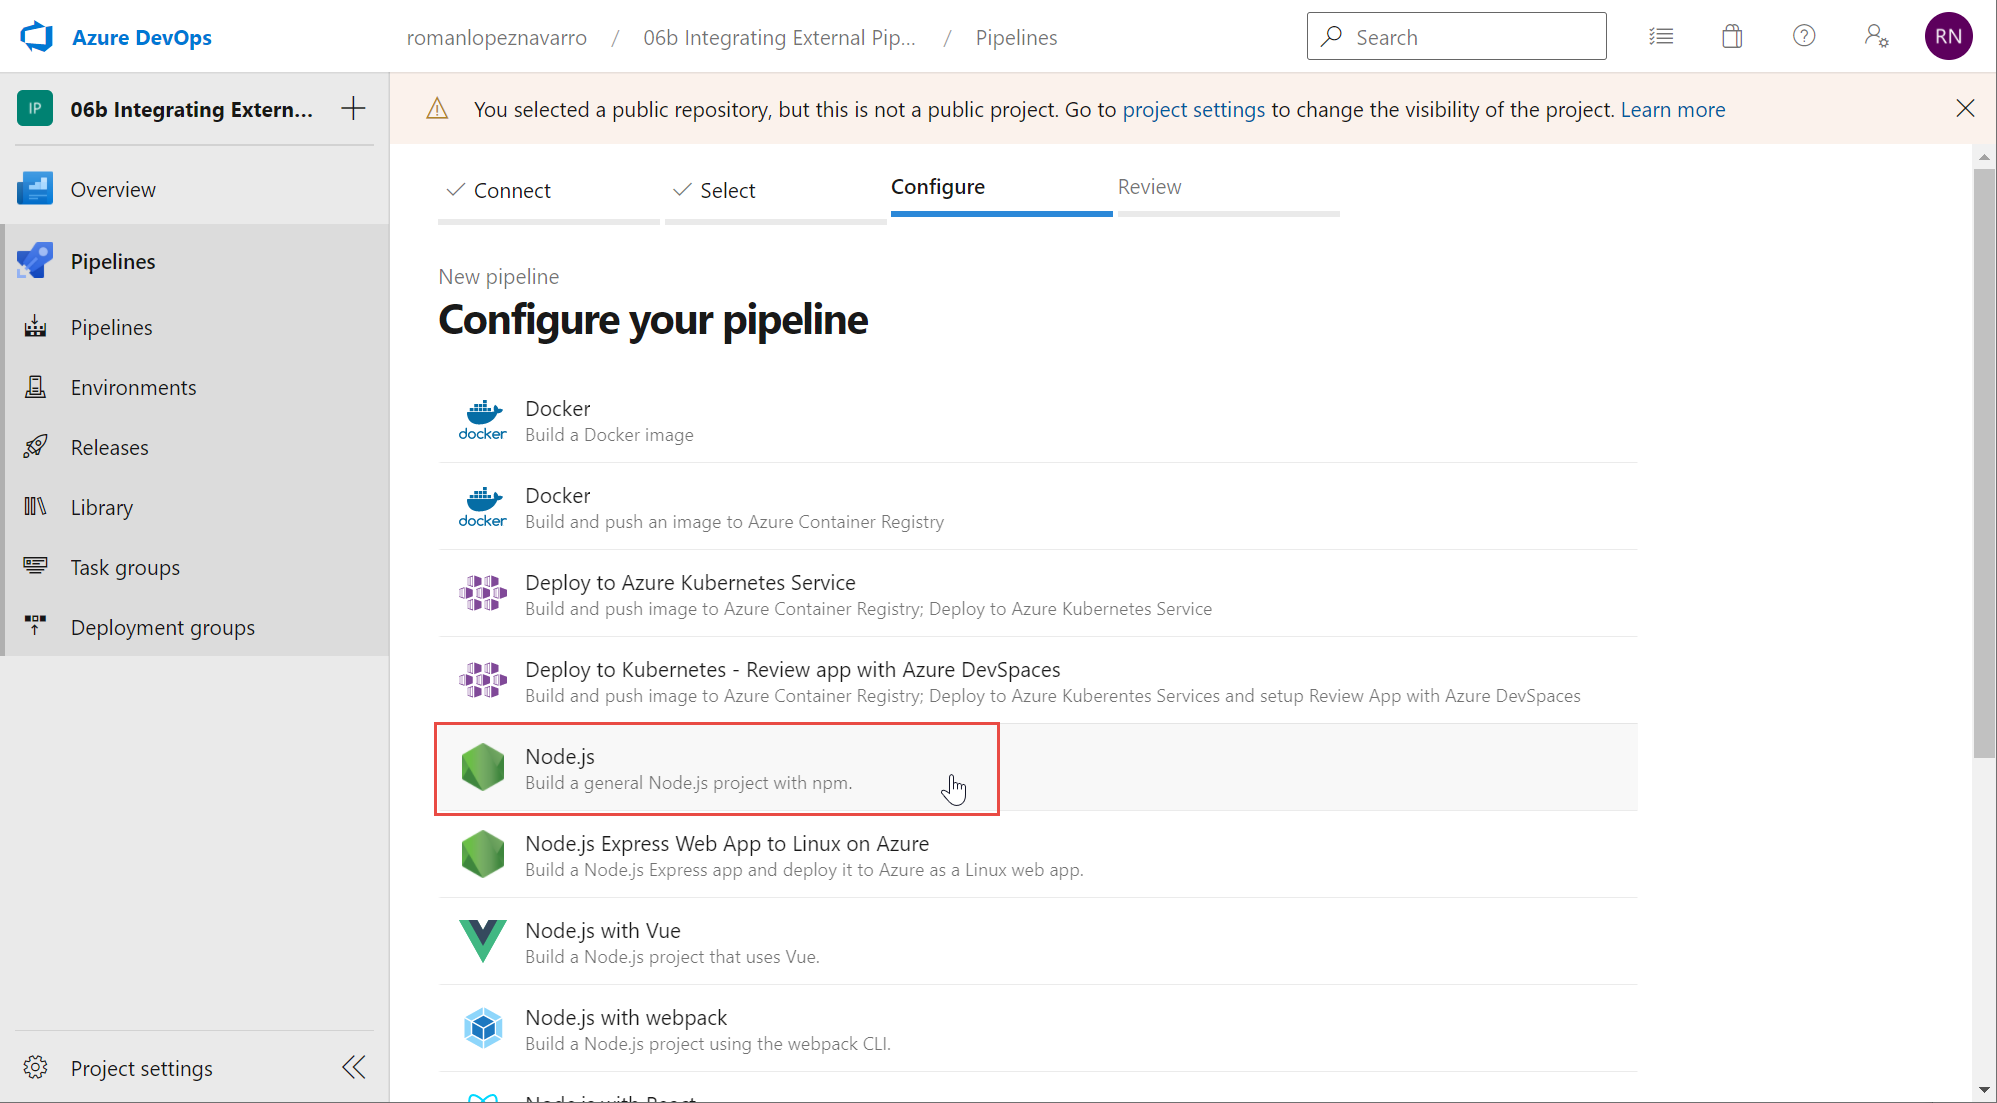 Azure DevOps
romanlopeznavarro / 06b Integrating External Pip... / Pipelines
Search
RN
IP
06b Integrating Extern...
You selected a public repository, but this is not a public project. Go to project settings to change the visibility of the project. Learn more
Overview
Pipelines
Pipelines
Environments
Releases
Library
Task groups
Deployment groups
Project settings
Connect
Select
Configure
Review
New pipeline
Configure your pipeline
docker
Docker
Build a Docker image
docker
Docker
Build and push an image to Azure Container Registry
Deploy to Azure Kubernetes Service
Build and push image to Azure Container Registry; Deploy to Azure Kubernetes Service
Deploy to Kubernetes - Review app with Azure DevSpaces
Build and push image to Azure Container Registry; Deploy to Azure Kuberentes Services and setup Review App with Azure DevSpaces
Node.js
Build a general Node.js project with npm.
Node.js Express Web App to Linux on Azure
Build a Node.js Express app and deploy it to Azure as a Linux web app.
Node.js with Vue
Build a Node.js project that uses Vue.
Node.js with webpack
Build a Node.js project using the webpack CLI.
Node.js with React